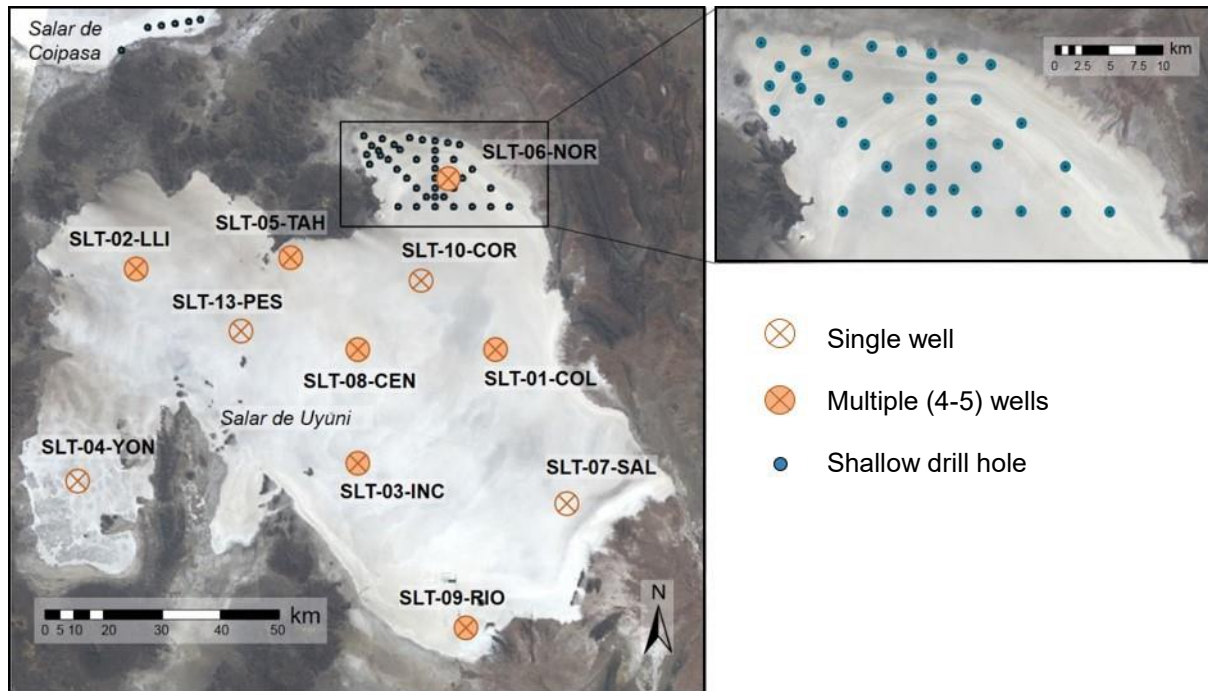 Salar de
Coipasa
SLT-06-NOR
SLT-05-TAH
SLT-02-LLI
SLT-10-COR
SLT-13-PES
SLT-08-CEN
SLT-01-COL
Salar de Uyuni
SLT-04-YON
SLT-07-SAL
SLT-03-INC
SLT-09-RIO
N
km
0 5 10 20 30 40 50
km
0 2.5 5 7.5 10
Single well
Multiple (4-5) wells
Shallow drill hole